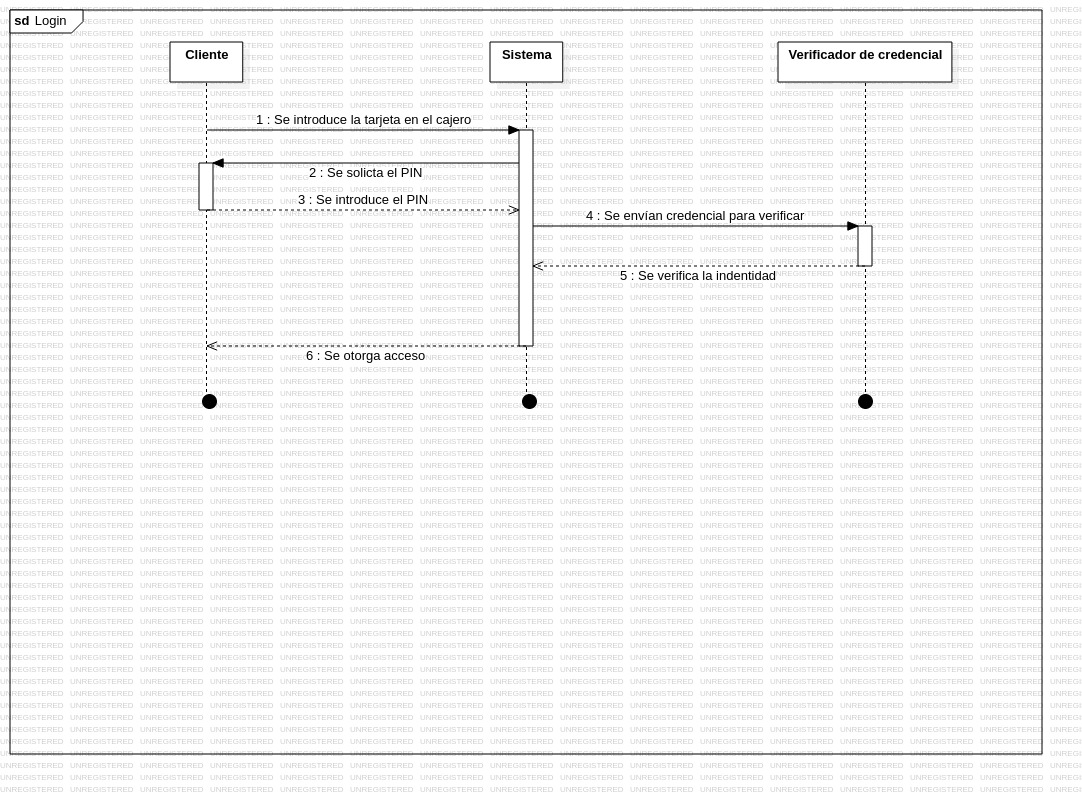 sd Login
Cliente
Sistema
Verificador de credencial
1 : Se introduce la tarjeta en el cajero
2 : Se solicta el PIN
3 : Se introduce el PIN
4 : Se envían credencial para verificar
5 : Se verifica la indentidad
6 : Se otorga acceso
UNREGISTERED